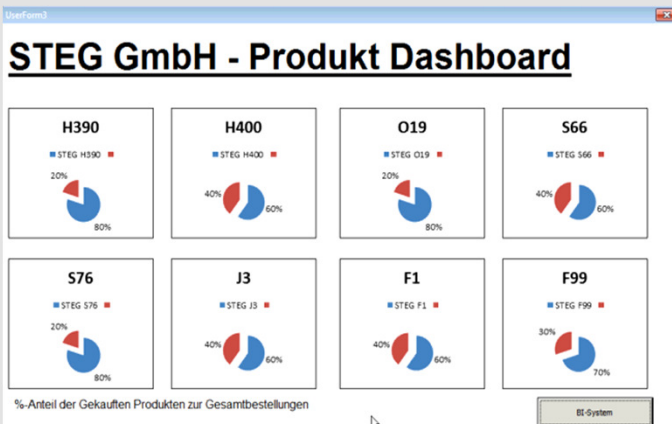 UserForm3
STEG GmbH - Produkt Dashboard
H390
STEG H390
20%
80%
H400
STEG H400
40%
60%
O19
STEG O19
20%
80%
S66
STEG S66
40%
60%
S76
STEG S76
20%
80%
J3
STEG J3
40%
60%
F1
STEG F1
40%
60%
F99
STEG F99
30%
70%
%-Anteil der Gekauften Produkten zur Gesamtbestellungen
BI-System